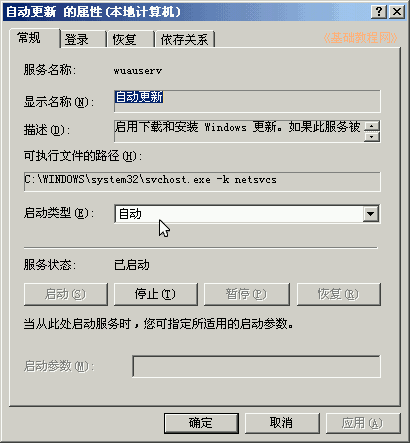 自动更新 的属性(本地计算机)
常规 登录 恢复 依存关系
《基础教程网》
服务名称: wuauserv
显示名称(N): 自动更新
描述(D): 启用下载和安装 Windows 更新。如果此服务被
可执行文件的路径(H):
C:\WINDOWS\system32\svchost.exe -k netsvcs
启动类型(E): 自动
服务状态: 已启动
启动(S) 停止(T) 暂停(P) 恢复(R)
当从此处启动服务时，您可指定所适用的启动参数。
启动参数(M):
确定 取消 应用(A)